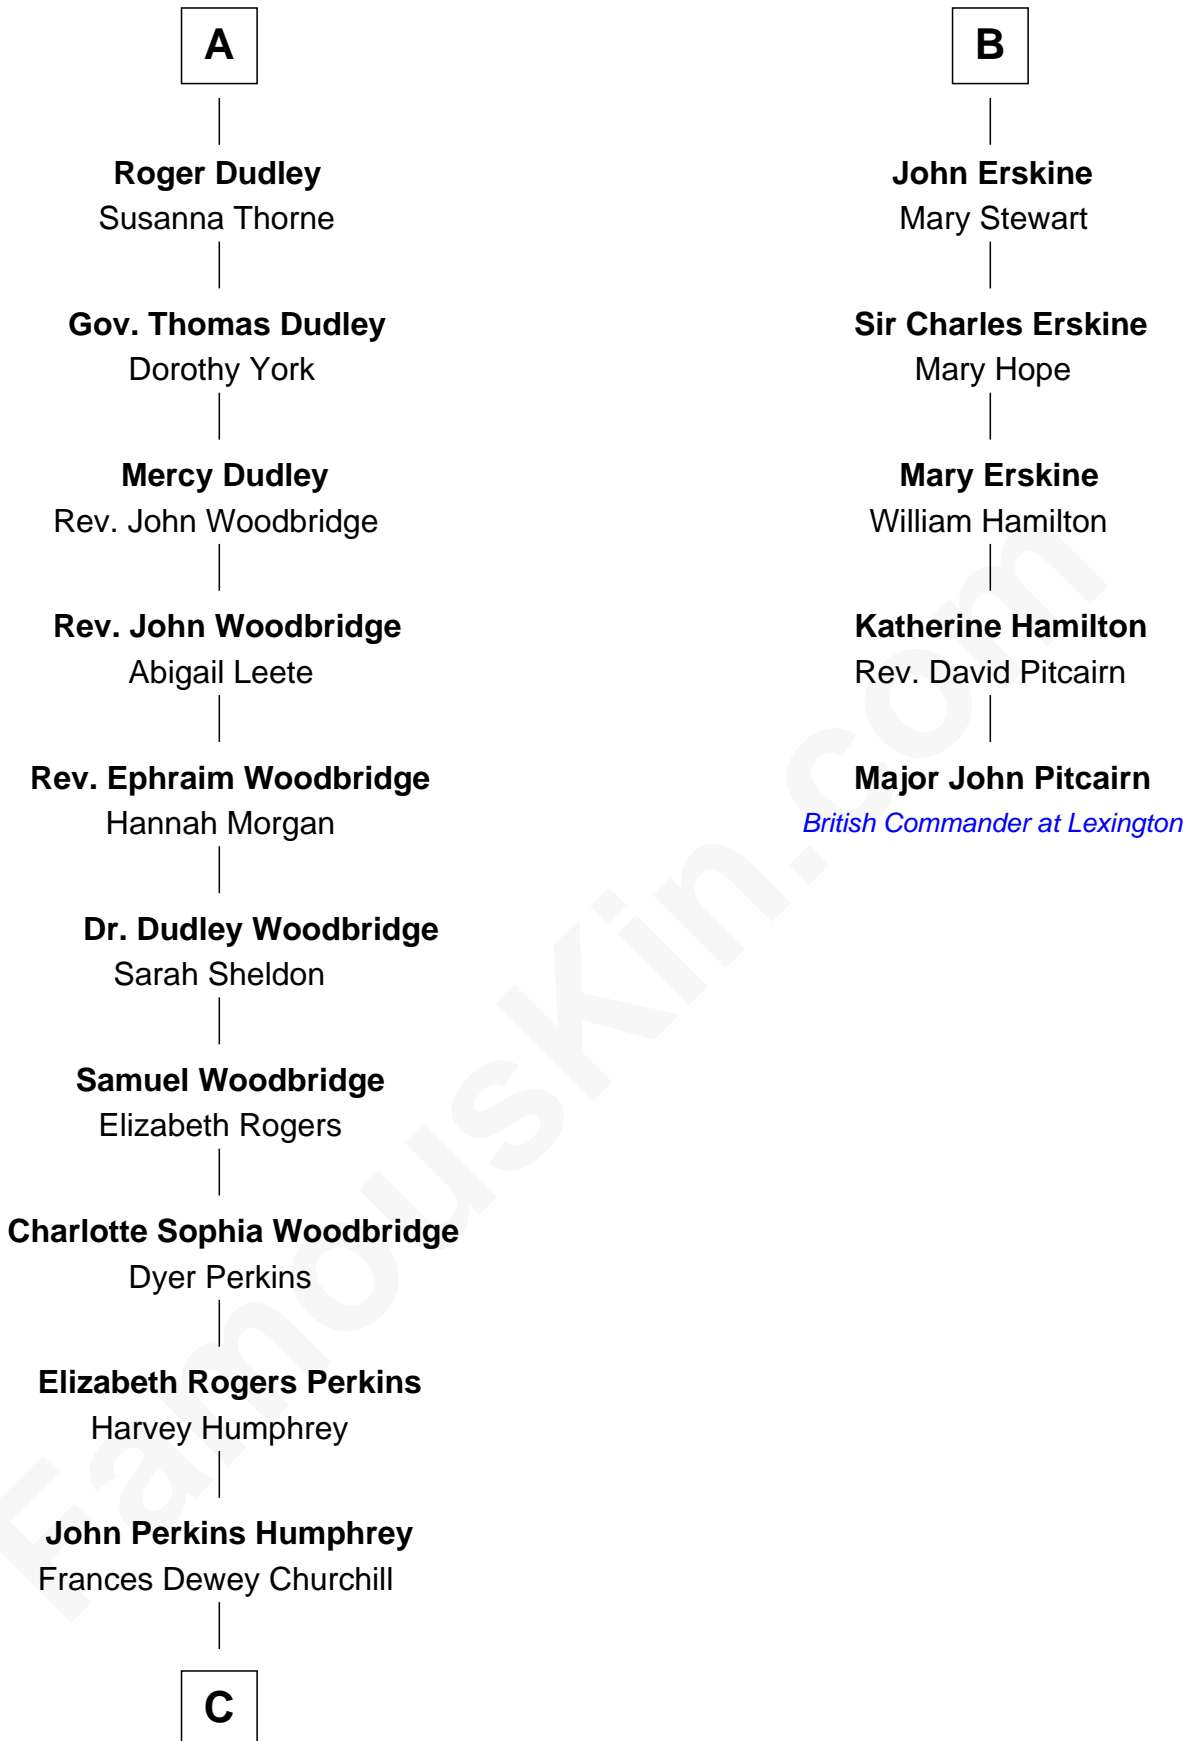 A
Roger Dudley
Susanna Thorne
Gov. Thomas Dudley
Dorothy York
Mercy Dudley
Rev. John Woodbridge
Rev. John Woodbridge
Abigail Leete
Rev. Ephraim Woodbridge
Hannah Morgan
Dr. Dudley Woodbridge
Sarah Sheldon
Samuel Woodbridge
Elizabeth Rogers
Charlotte Sophia Woodbridge
Dyer Perkins
Elizabeth Rogers Perkins
Harvey Humphrey
John Perkins Humphrey
Frances Dewey Churchill
C
B
John Erskine
Mary Stewart
Sir Charles Erskine
Mary Hope
Mary Erskine
William Hamilton
Katherine Hamilton
Rev. David Pitcairn
Major John Pitcairn
British Commander at Lexington
FamousKin.com